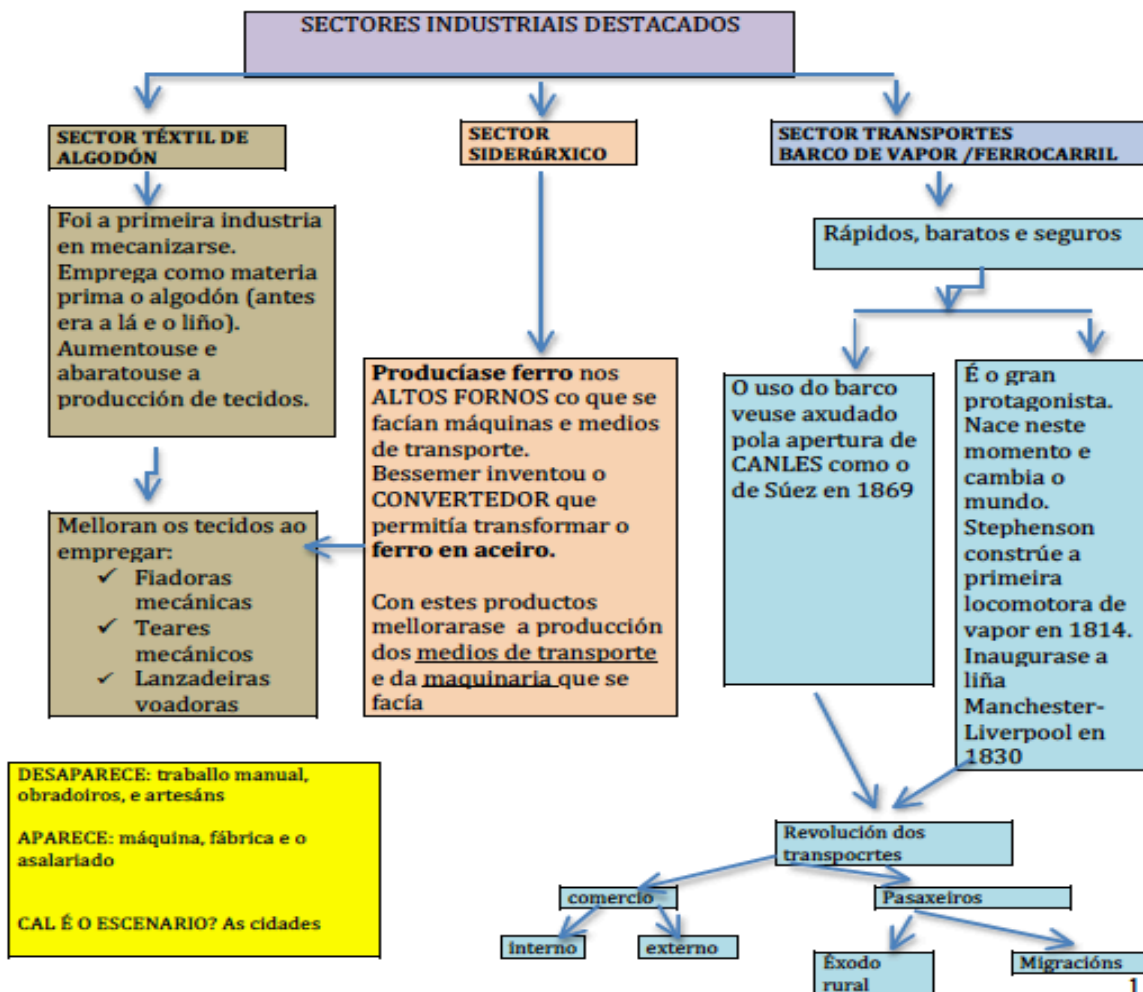 SECTORES INDUSTRIAIS DESTACADOS
SECTOR TÉXTIL DE
ALGODÓN
Foi a primeira industria
en mecanizarse.
Emprega como materia
prima o algodón (antes
era a lá e o liño).
Aumentouse e
abaratouse a
producción de tecidos.
Melloran os tecidos ao
empregar:
✓ Fiadoras
mecánicas
✓ Teares
mecánicos
✓ Lanzadeiras
voadoras
SECTOR
SIDERúRXICO
Producíase ferro nos
ALTOS FORNOS co que se
facían máquinas e medios
de transporte.
Bessemer inventou o
CONVERTEDOR que
permitía transformar o
ferro en aceiro.
Con estes productos
mellorarase a producción
dos medios de transporte
e da maquinaria que se
facía
SECTOR TRANSPORTES
BARCO DE VAPOR /FERROCARRIL
Rápidos, baratos e seguros
O uso do barco
veuse axudado
pola apertura de
CANLES como o
de Súez en 1869
É o gran
protagonista.
Nace neste
momento e
cambia o
mundo.
Stephenson
constrúe a
primeira
locomotora de
vapor en 1814.
Inaugurase a
liña
Manchester-
Liverpool en
1830
Revolución dos
transpocrtes
comercio
Pasaxeiros
interno
externo
Éxodo
rural
Migracións
DESAPARECE: traballo manual,
obradoiros, e artesáns
APARECE: máquina, fábrica e o
asalariado
CAL É O ESCENARIO? As cidades
1